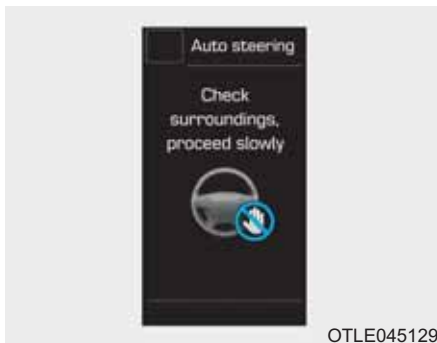 Auto steering
Check
surroundings,
proceed slowly
OTLE045129